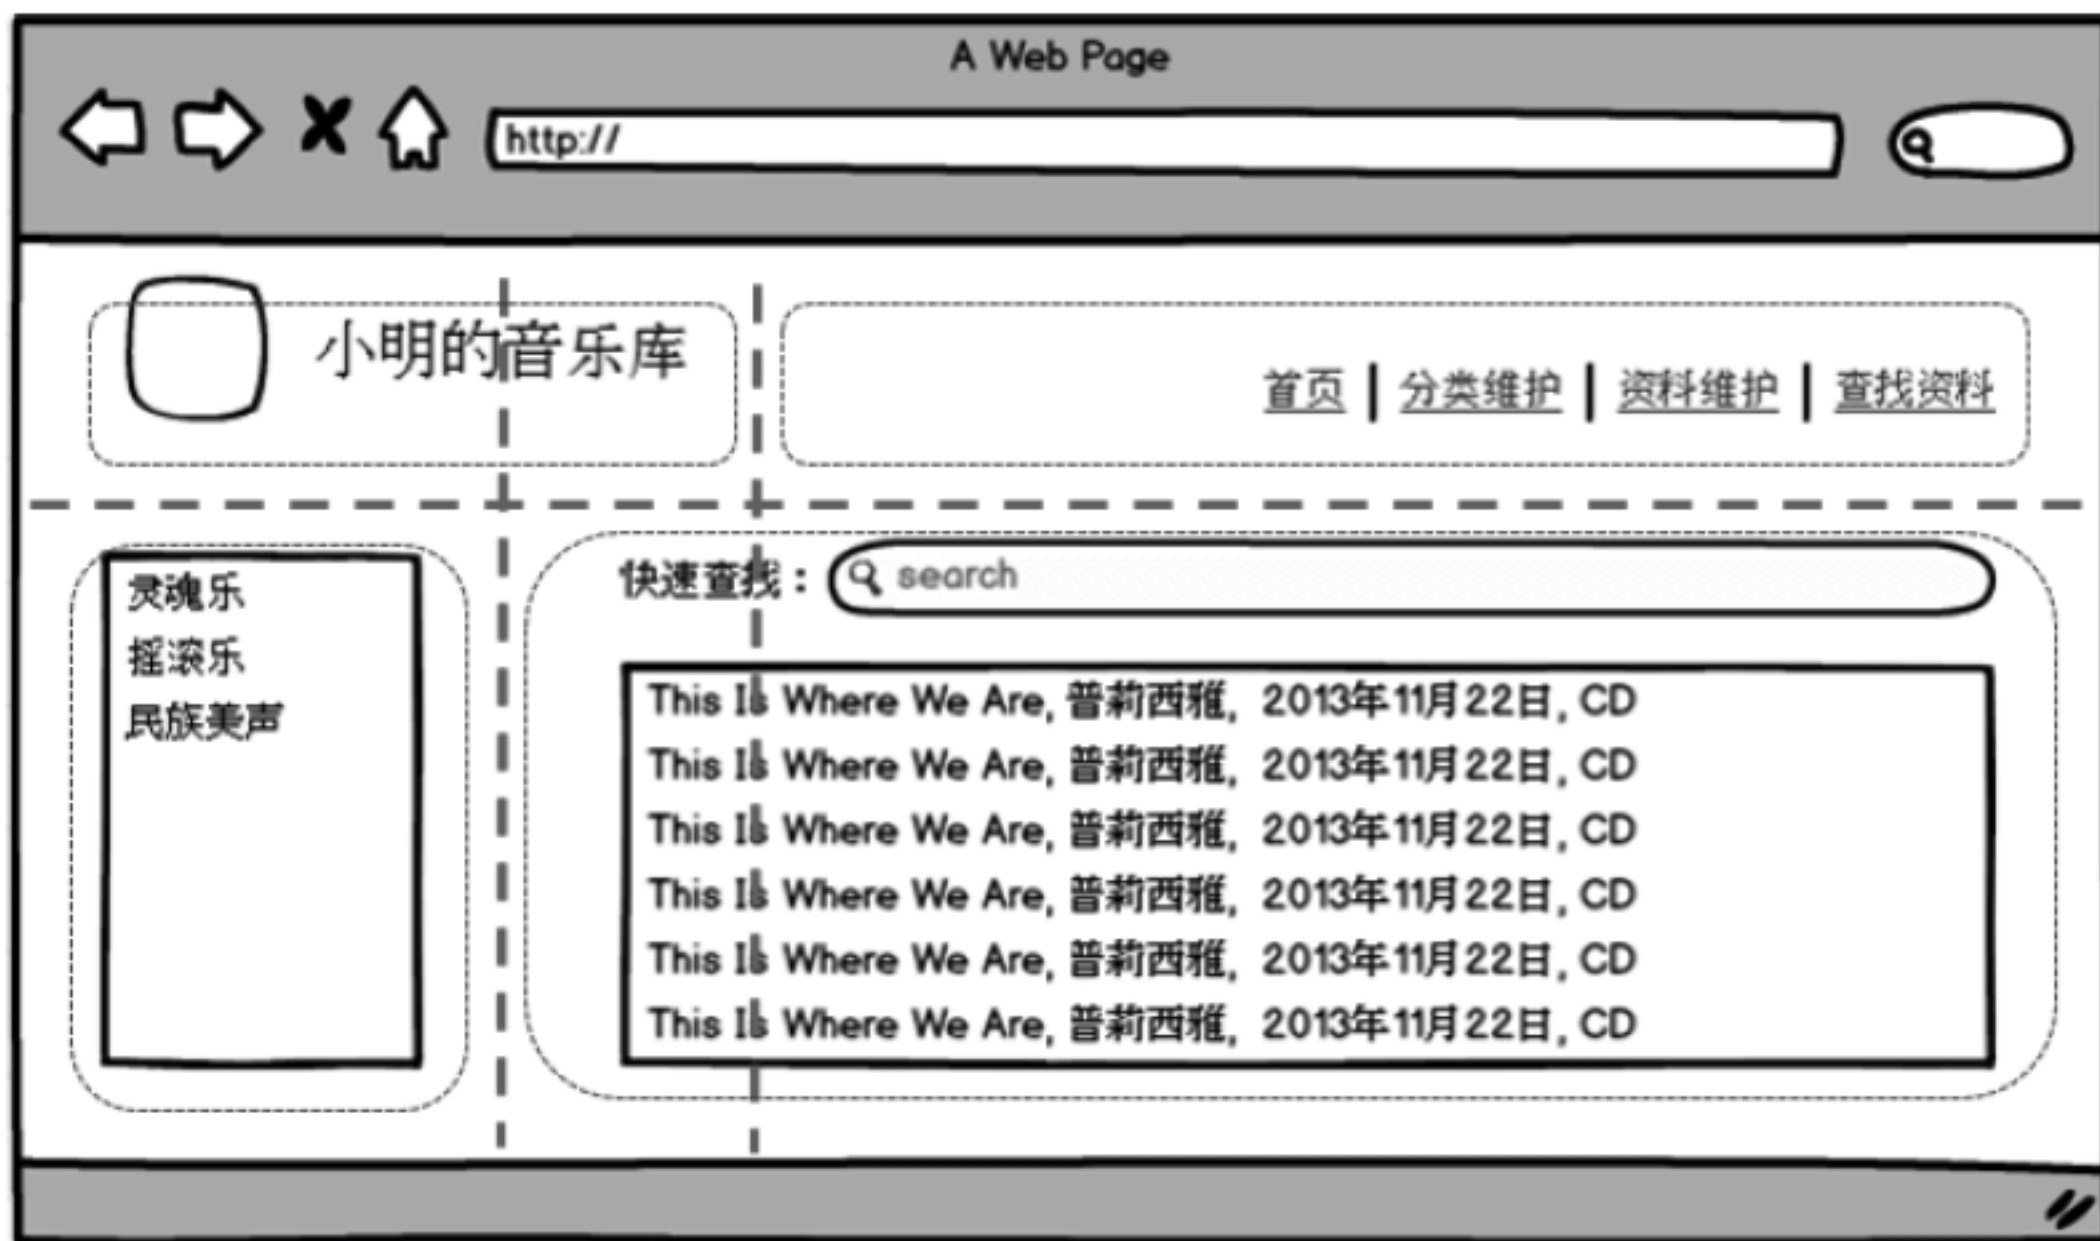 A Web Page
http://
小明的音乐库
首页 | 分类维护 | 资料维护 | 查找资料
快速查找： search
灵魂乐
摇滚乐
民族美声
This Is Where We Are, 普莉西雅, 2013年11月22日, CD
This Is Where We Are, 普莉西雅, 2013年11月22日, CD
This Is Where We Are, 普莉西雅, 2013年11月22日, CD
This Is Where We Are, 普莉西雅, 2013年11月22日, CD
This Is Where We Are, 普莉西雅, 2013年11月22日, CD
This Is Where We Are, 普莉西雅, 2013年11月22日, CD